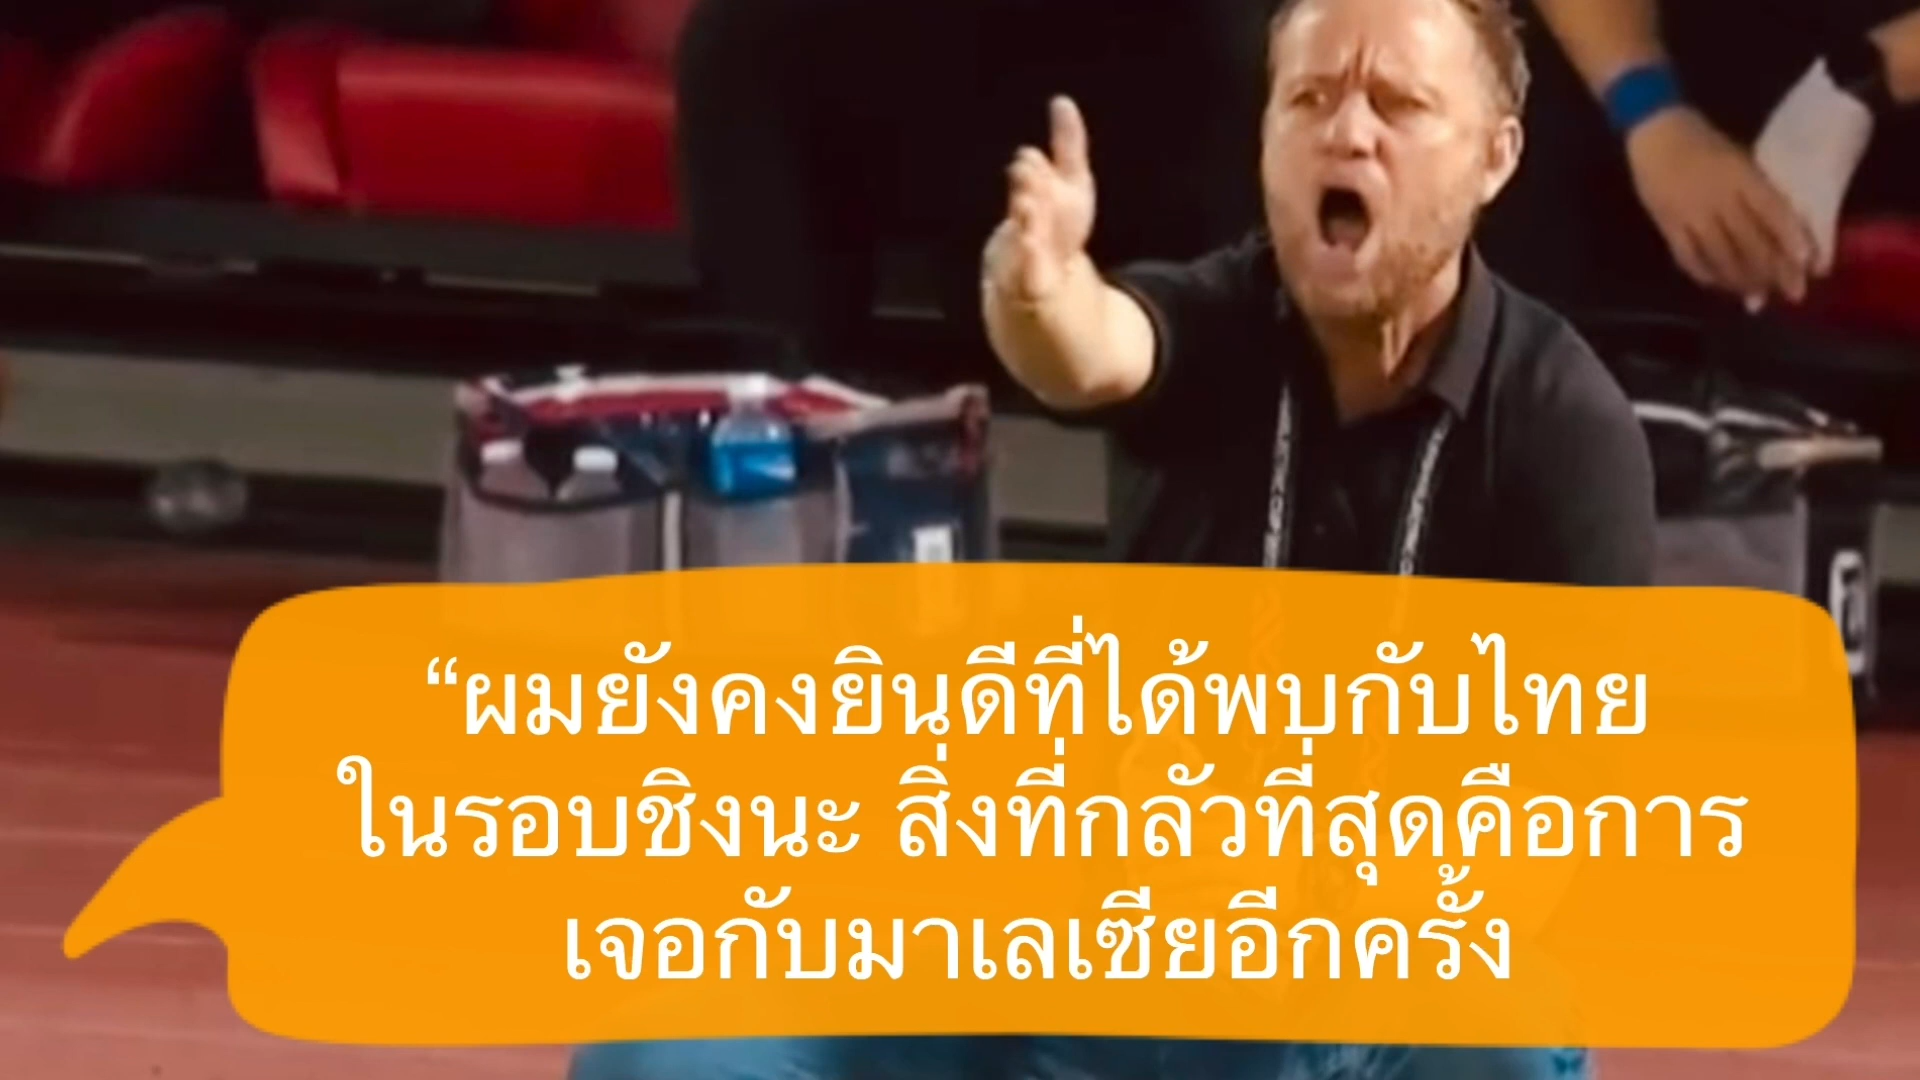 “ผมยังคงยินดีที่ได้พบกับไทย
ในรอบชิงนะ สิ่งที่กลัวที่สุดคือการ
เจอกับมาเลเซียอีกครั้ง